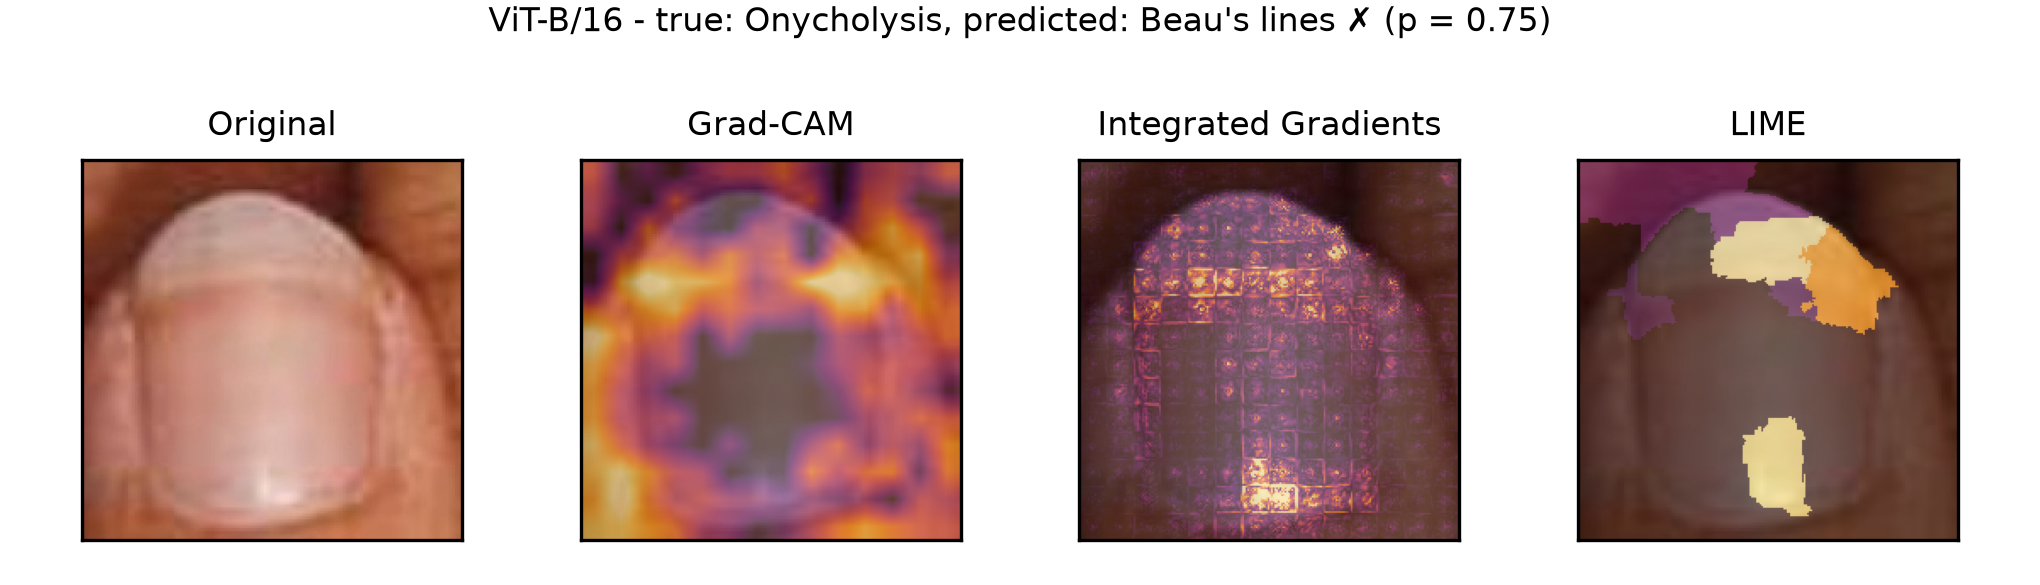 ViT-B/16 - true: Onycholysis, predicted: Beau's lines ✗ (p = 0.75)
Original
Grad-CAM
Integrated Gradients
LIME